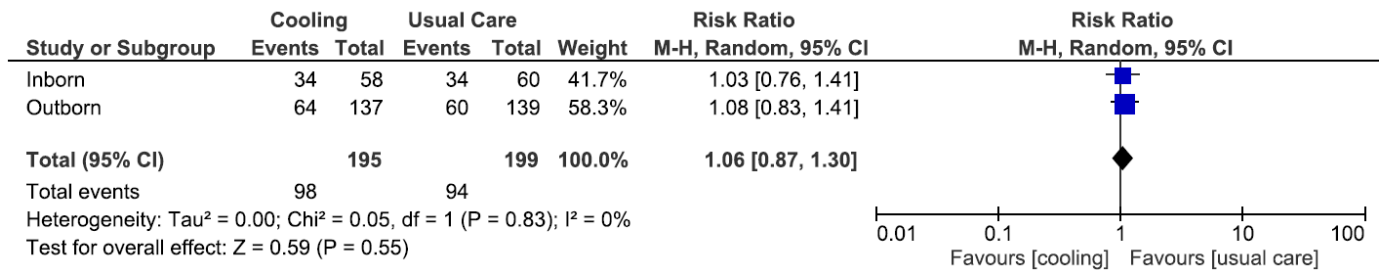 Cooling Usual Care Risk Ratio Risk Ratio
Study or Subgroup Events Total Events Total Weight M-H, Random, 95% CI M-H, Random, 95% CI
Inborn 34 58 34 60 41.7% 1.03 [0.76, 1.41]
Outborn 64 137 60 139 58.3% 1.08 [0.83, 1.41]
Total (95% CI) 195 199 100.0% 1.06 [0.87, 1.30]
Total events 98 94
Heterogeneity: Tau² = 0.00; Chi² = 0.05, df = 1 (P = 0.83); I² = 0%
Test for overall effect: Z = 0.59 (P = 0.55)
0.01 0.1 1 10 100
Favours [cooling] Favours [usual care]